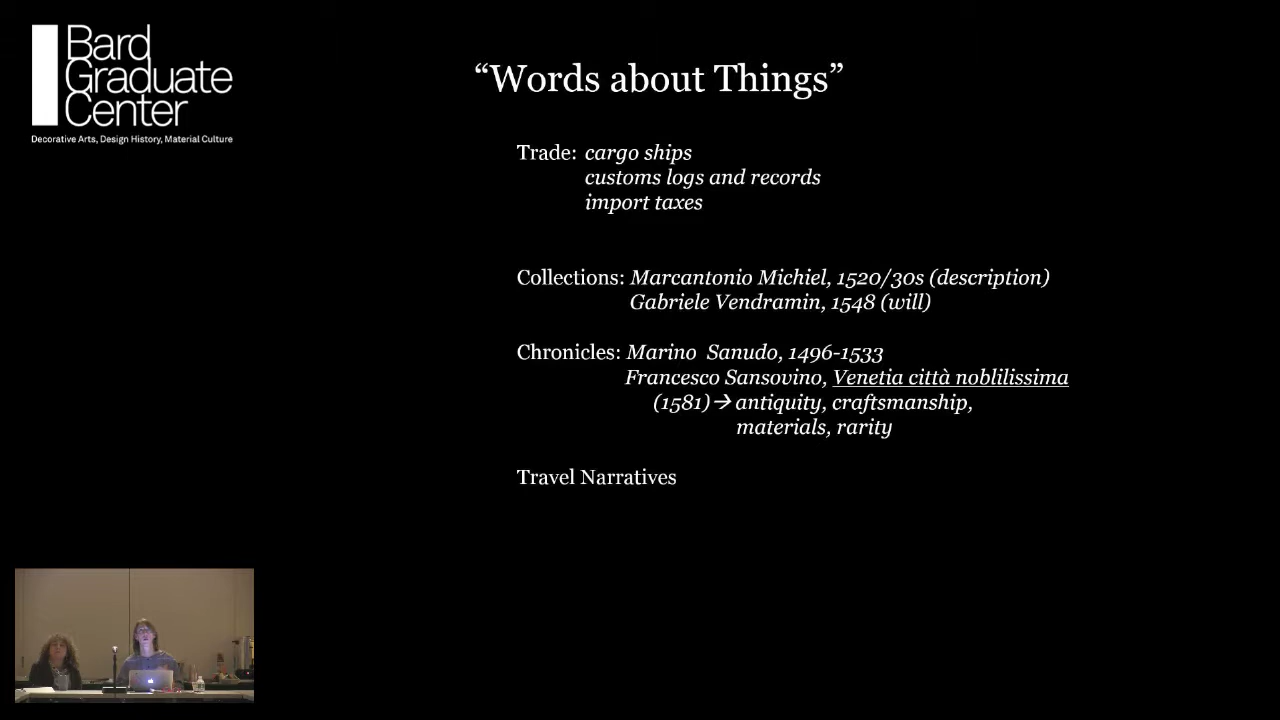 Bard
Graduate
Center
Decorative Arts, Design History, Material Culture
“Words about Things”
Trade: cargo ships
customs logs and records
import taxes
Collections: Marcantonio Michiel, 1520/30s (description)
Gabriele Vendramin, 1548 (will)
Chronicles: Marino Sanudo, 1496-1533
Francesco Sansovino, Venetia città noblilissima
(1581)→ antiquity, craftsmanship,
materials, rarity
Travel Narratives